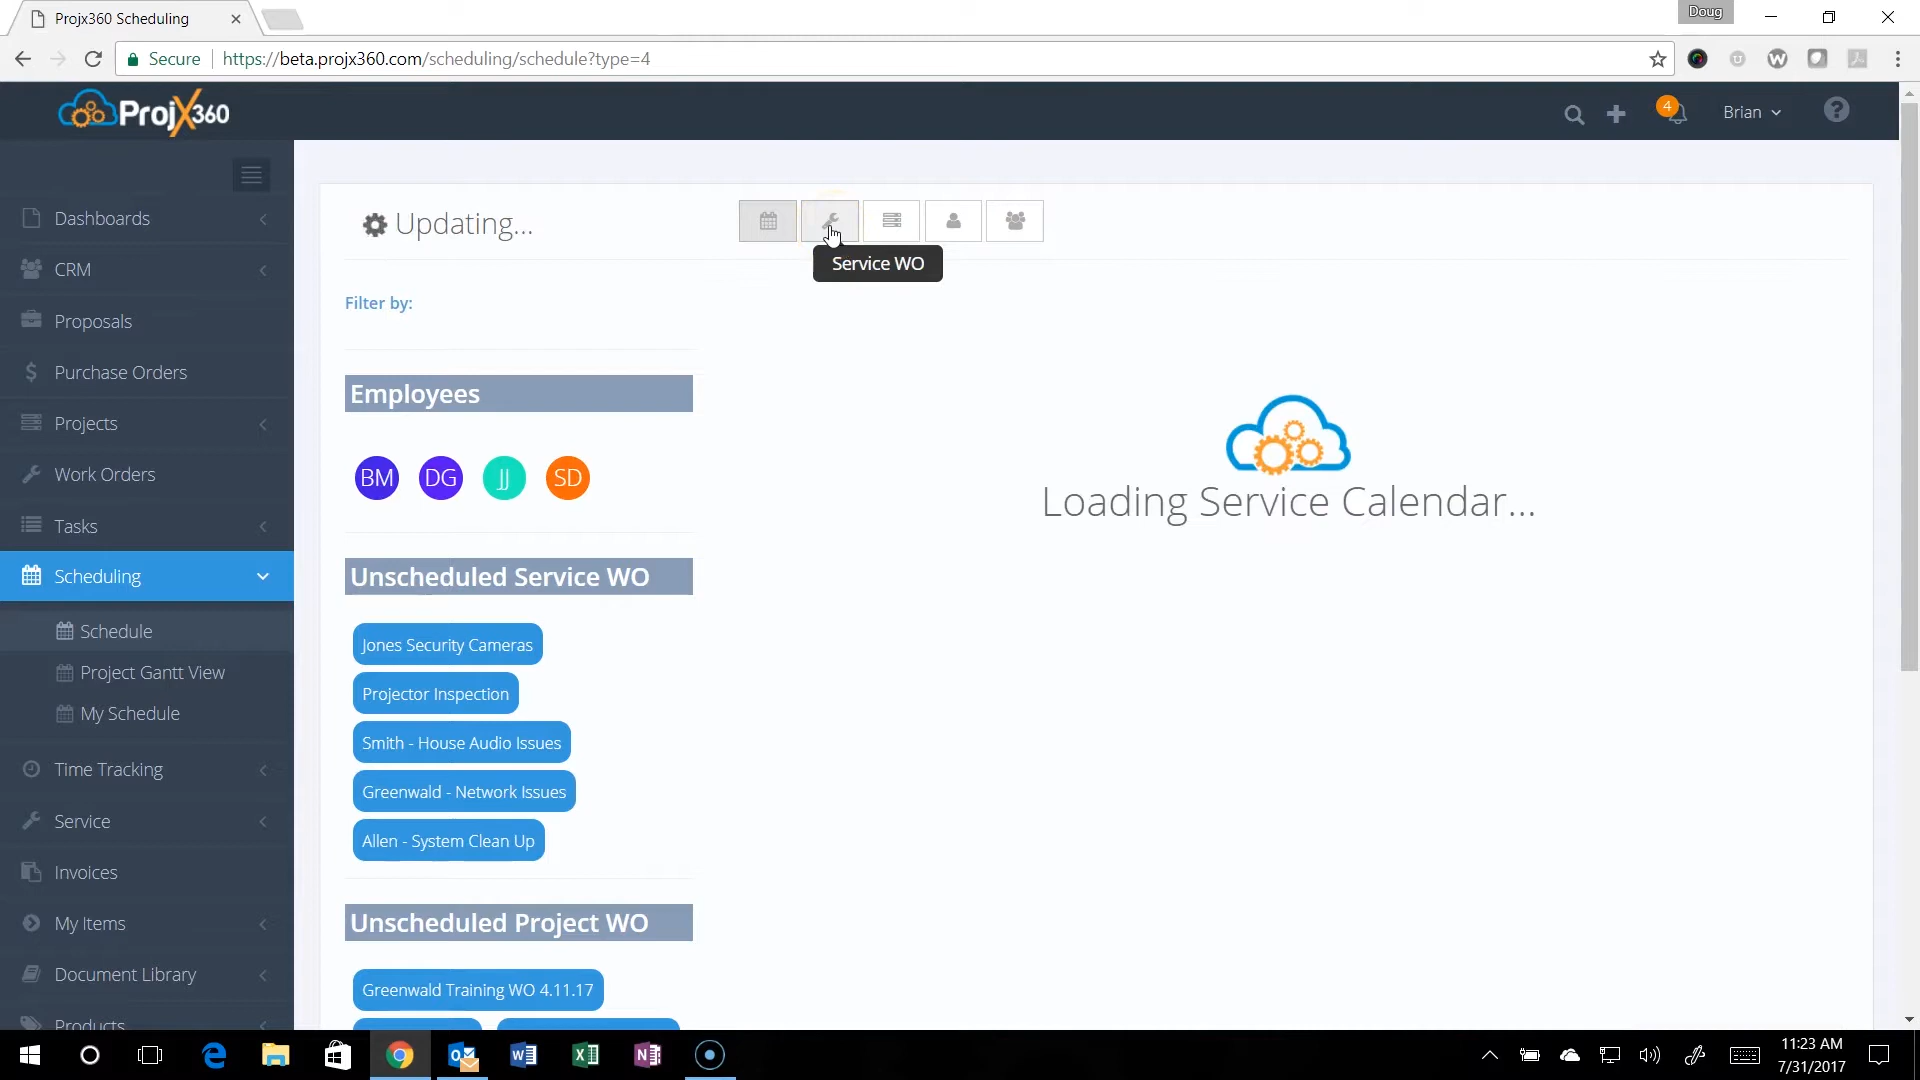 Projx360 Scheduling
Doug
Secure
https://beta.projx360.com/scheduling/schedule?type=4
ProjX360
4
Brian
Dashboards
CRM
Proposals
Purchase Orders
Projects
Work Orders
Tasks
Scheduling
Schedule
Project Gantt View
My Schedule
Time Tracking
Service
Invoices
My Items
Document Library
Products
Updating...
Service WO
Filter by:
Employees
BM DG JJ SD
Unscheduled Service WO
Jones Security Cameras
Projector Inspection
Smith - House Audio Issues
Greenwald - Network Issues
Allen - System Clean Up
Unscheduled Project WO
Greenwald Training WO 4.11.17
Loading Service Calendar...
11:23 AM
7/31/2017